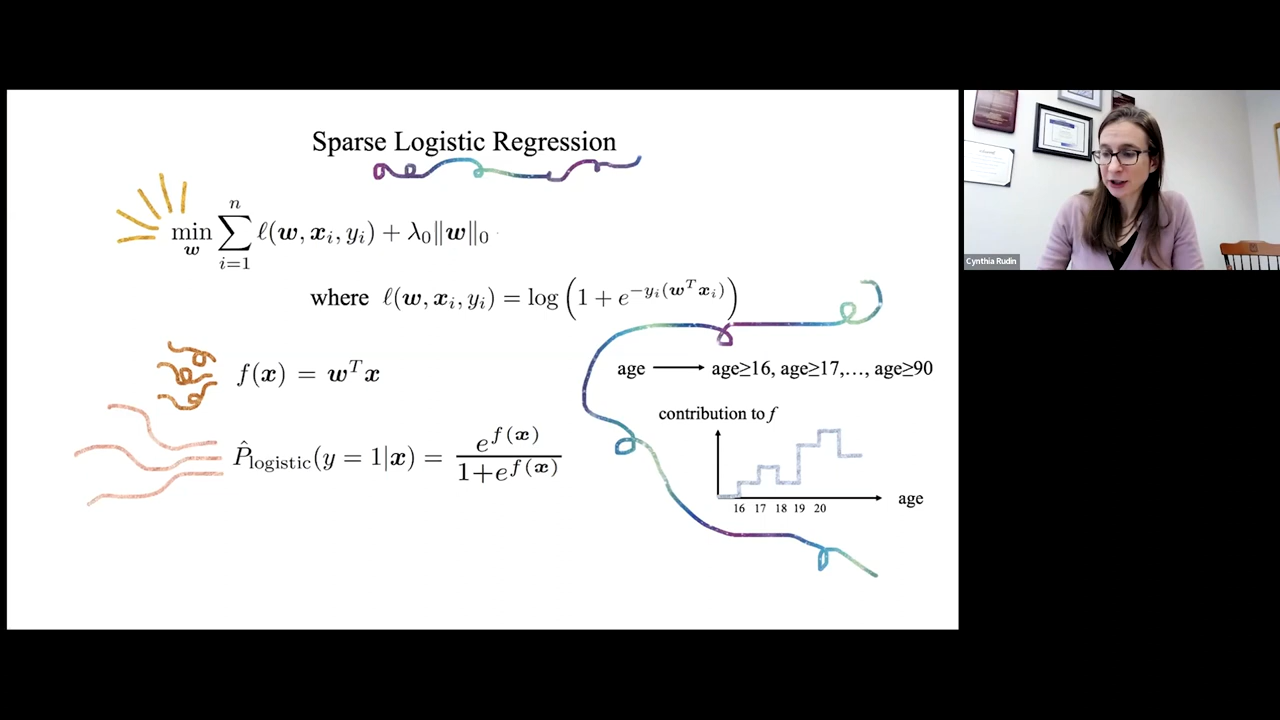 Sparse Logistic Regression
min_w ∑_{i=1}^{n} ℓ(w, x_i, y_i) + λ_0‖w‖_0
where ℓ(w, x_i, y_i) = log(1 + e^{−y_i(w^T x_i)})
f(x) = w^T x
P̂_logistic(y = 1|x) = e^{f(x)} / 1+e^{f(x)}
age → age≥16, age≥17,…, age≥90
contribution to f
16 17 18 19 20
age
Cynthia Rudin